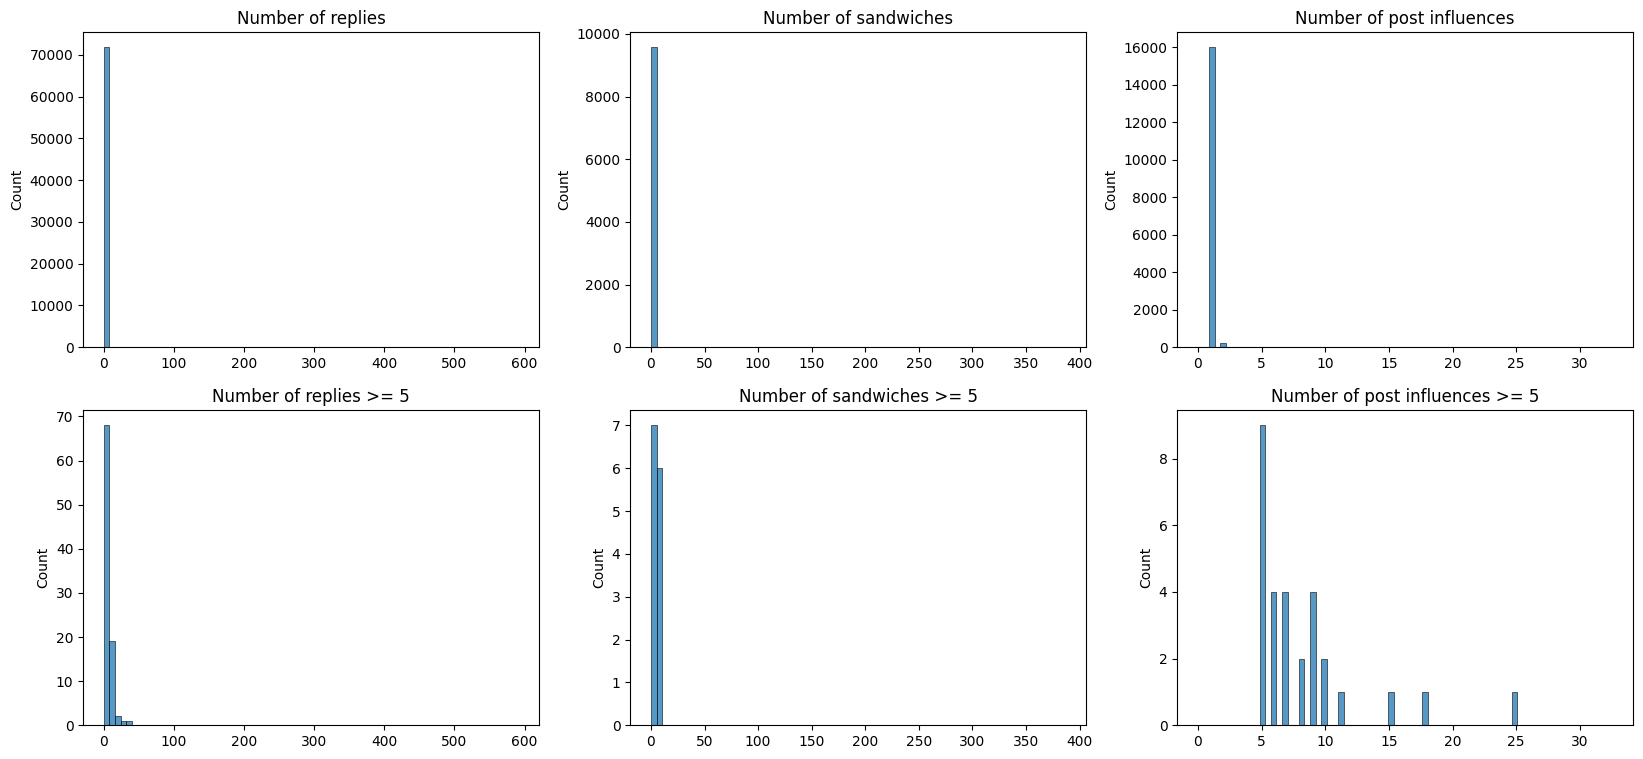 Number of replies
Count
70000
60000
50000
40000
30000
20000
10000
0
0 100 200 300 400 500 600
Number of sandwiches
Count
10000
8000
6000
4000
2000
0
0 50 100 150 200 250 300 350 400
Number of post influences
Count
16000
14000
12000
10000
8000
6000
4000
2000
0
0 5 10 15 20 25 30
Number of replies >= 5
Count
70
60
50
40
30
20
10
0
0 100 200 300 400 500 600
Number of sandwiches >= 5
Count
7
6
5
4
3
2
1
0
0 50 100 150 200 250 300 350 400
Number of post influences >= 5
Count
8
6
4
2
0
0 5 10 15 20 25 30